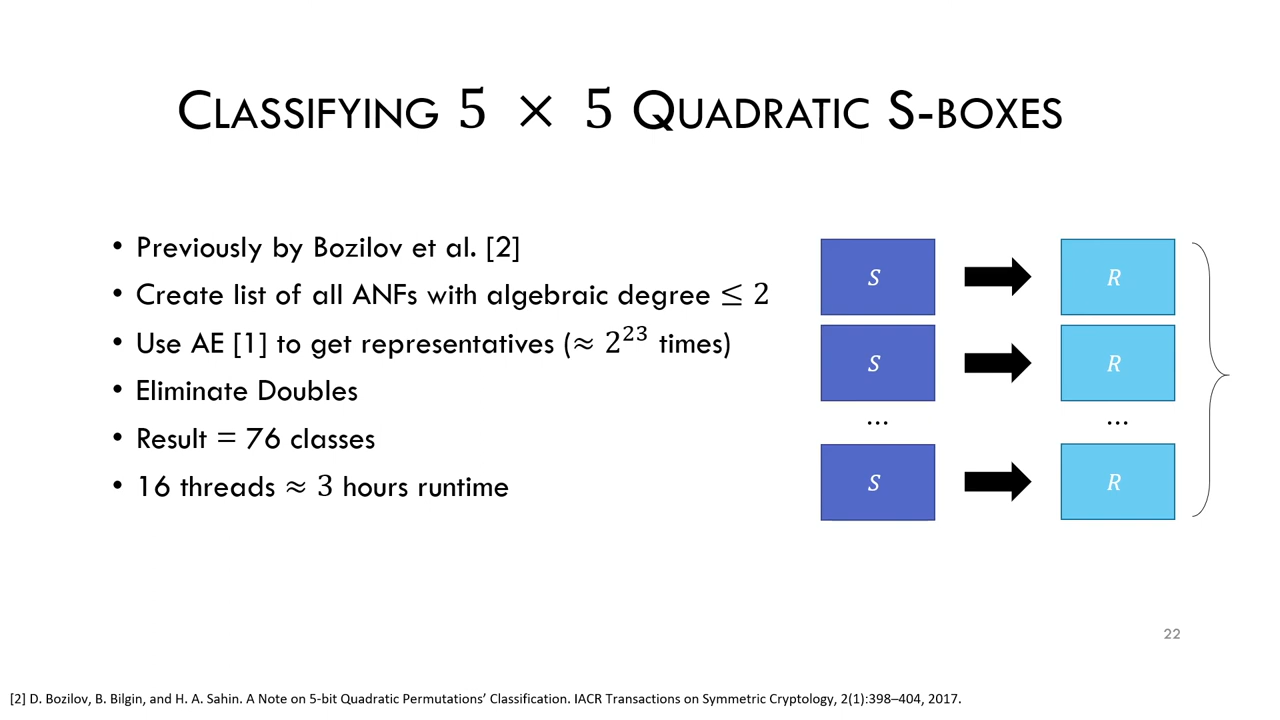 CLASSIFYING 5 × 5 QUADRATIC S-BOXES
• Previously by Bozilov et al. [2]
• Create list of all ANFs with algebraic degree ≤ 2
• Use AE [1] to get representatives (≈ 2²³ times)
• Eliminate Doubles
• Result = 76 classes
• 16 threads ≈ 3 hours runtime
S R
S R
... ...
S R
22
[2] D. Bozilov, B. Bilgin, and H. A. Sahin. A Note on 5-bit Quadratic Permutations’ Classification. IACR Transactions on Symmetric Cryptology, 2(1):398–404, 2017.